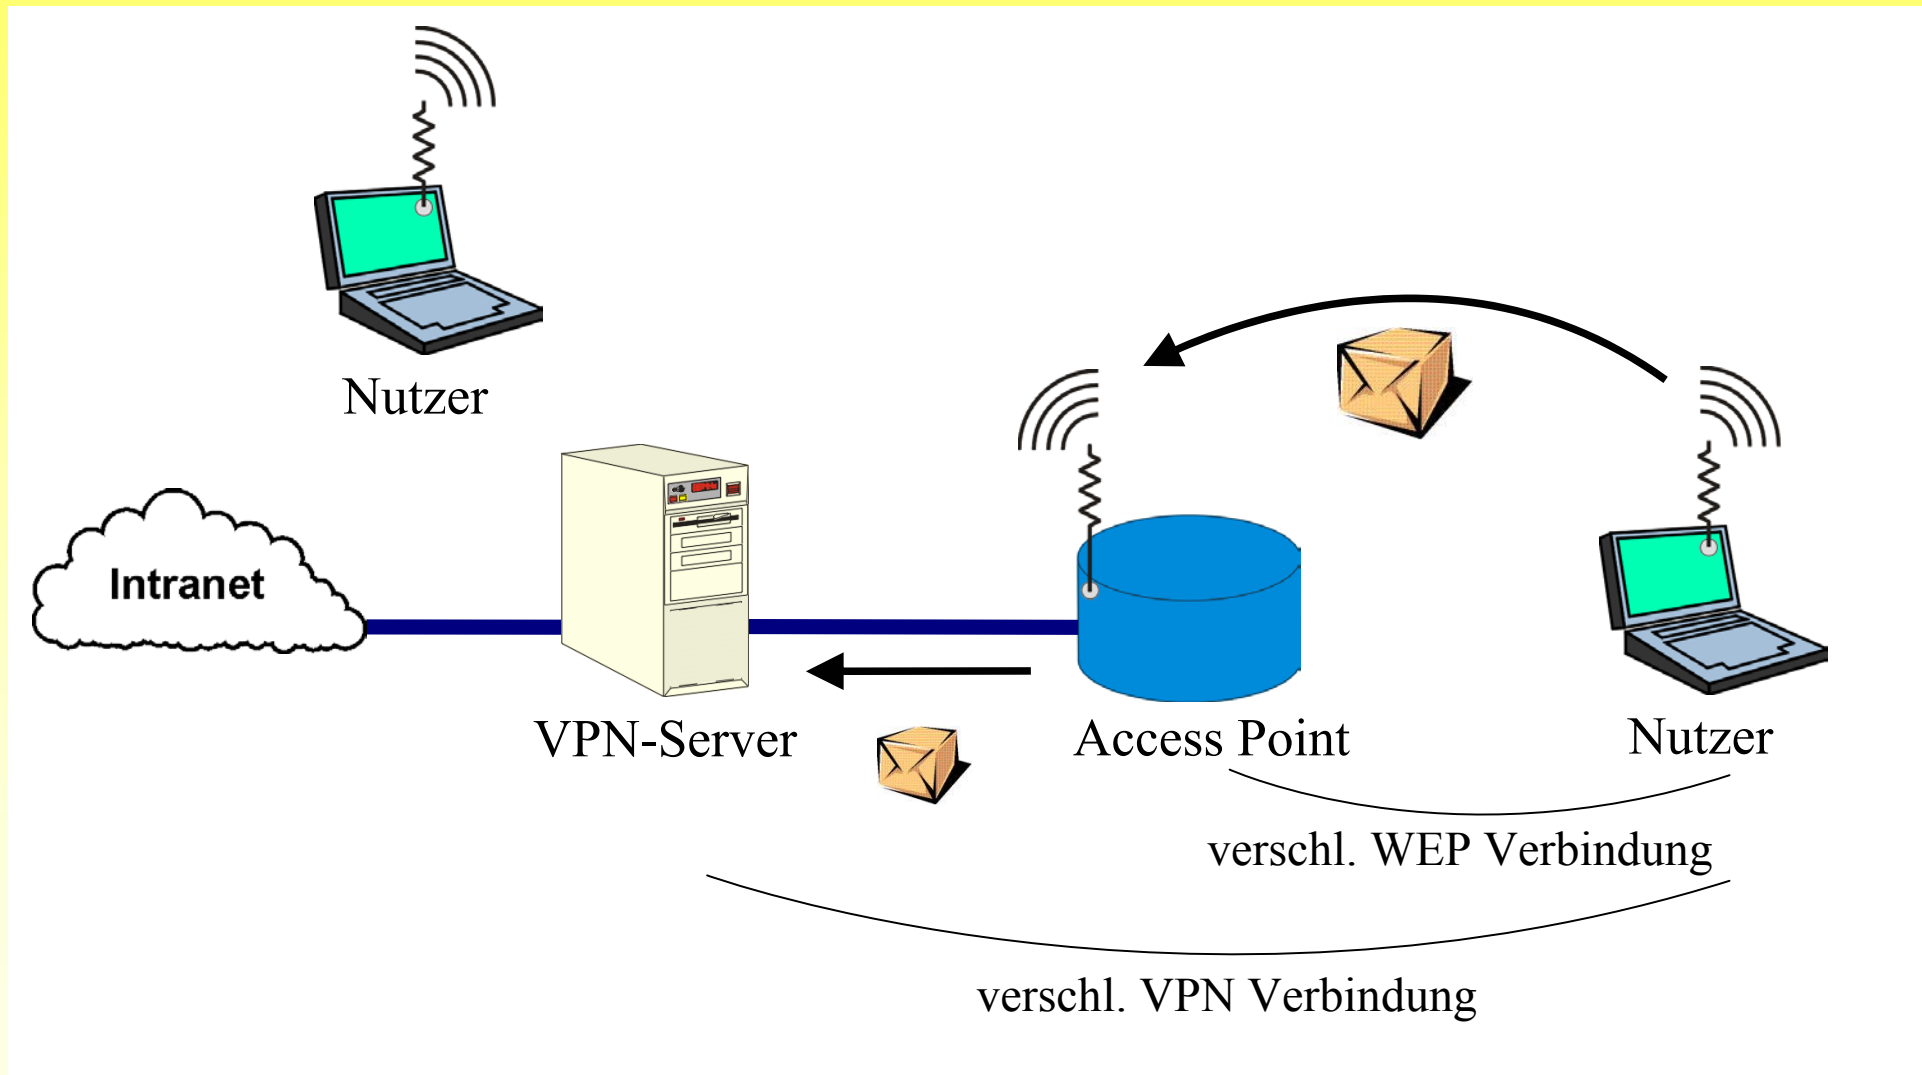 Nutzer
Intranet
VPN-Server
Access Point
Nutzer
verschl. WEP Verbindung
verschl. VPN Verbindung